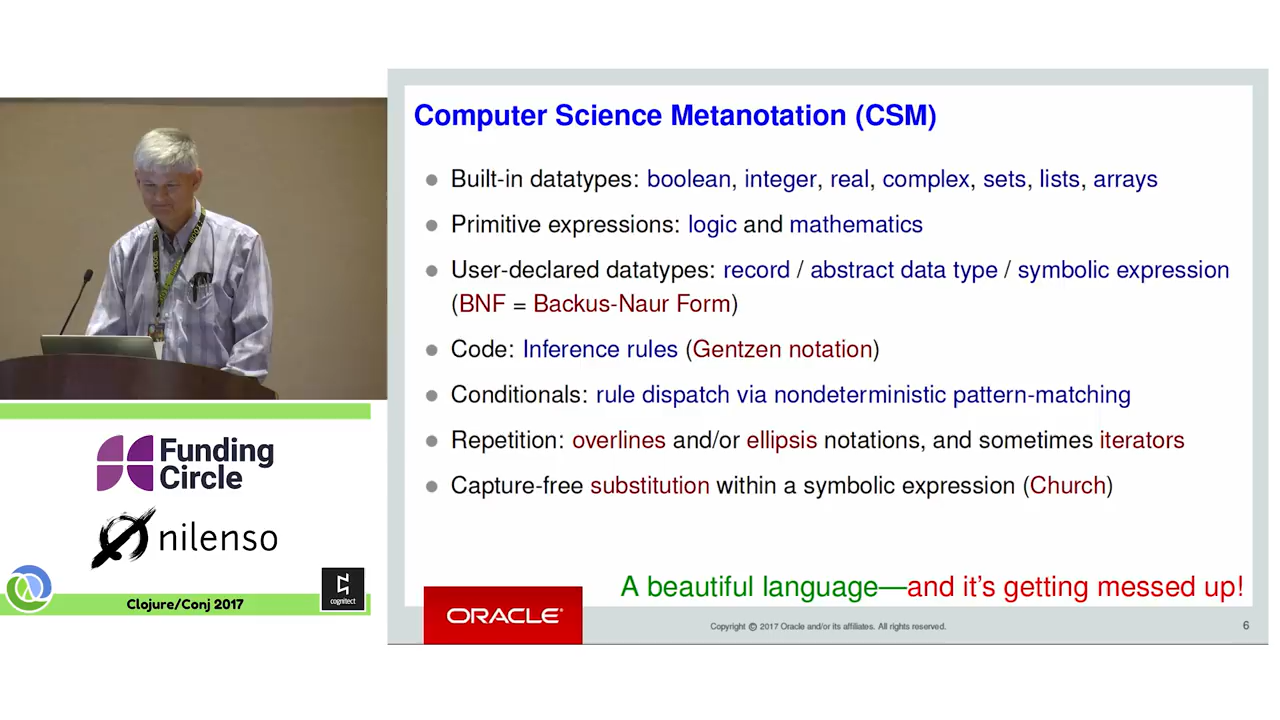 Computer Science Metanotation (CSM)
Built-in datatypes: boolean, integer, real, complex, sets, lists, arrays
Primitive expressions: logic and mathematics
User-declared datatypes: record / abstract data type / symbolic expression
(BNF = Backus-Naur Form)
Code: Inference rules (Gentzen notation)
Conditionals: rule dispatch via nondeterministic pattern-matching
Repetition: overlines and/or ellipsis notations, and sometimes iterators
Capture-free substitution within a symbolic expression (Church)
A beautiful language—and it's getting messed up!
ORACLE®
Copyright © 2017 Oracle and/or its affiliates. All rights reserved.
6
Funding
Circle
nilenso
Clojure/Conj 2017
cognitect